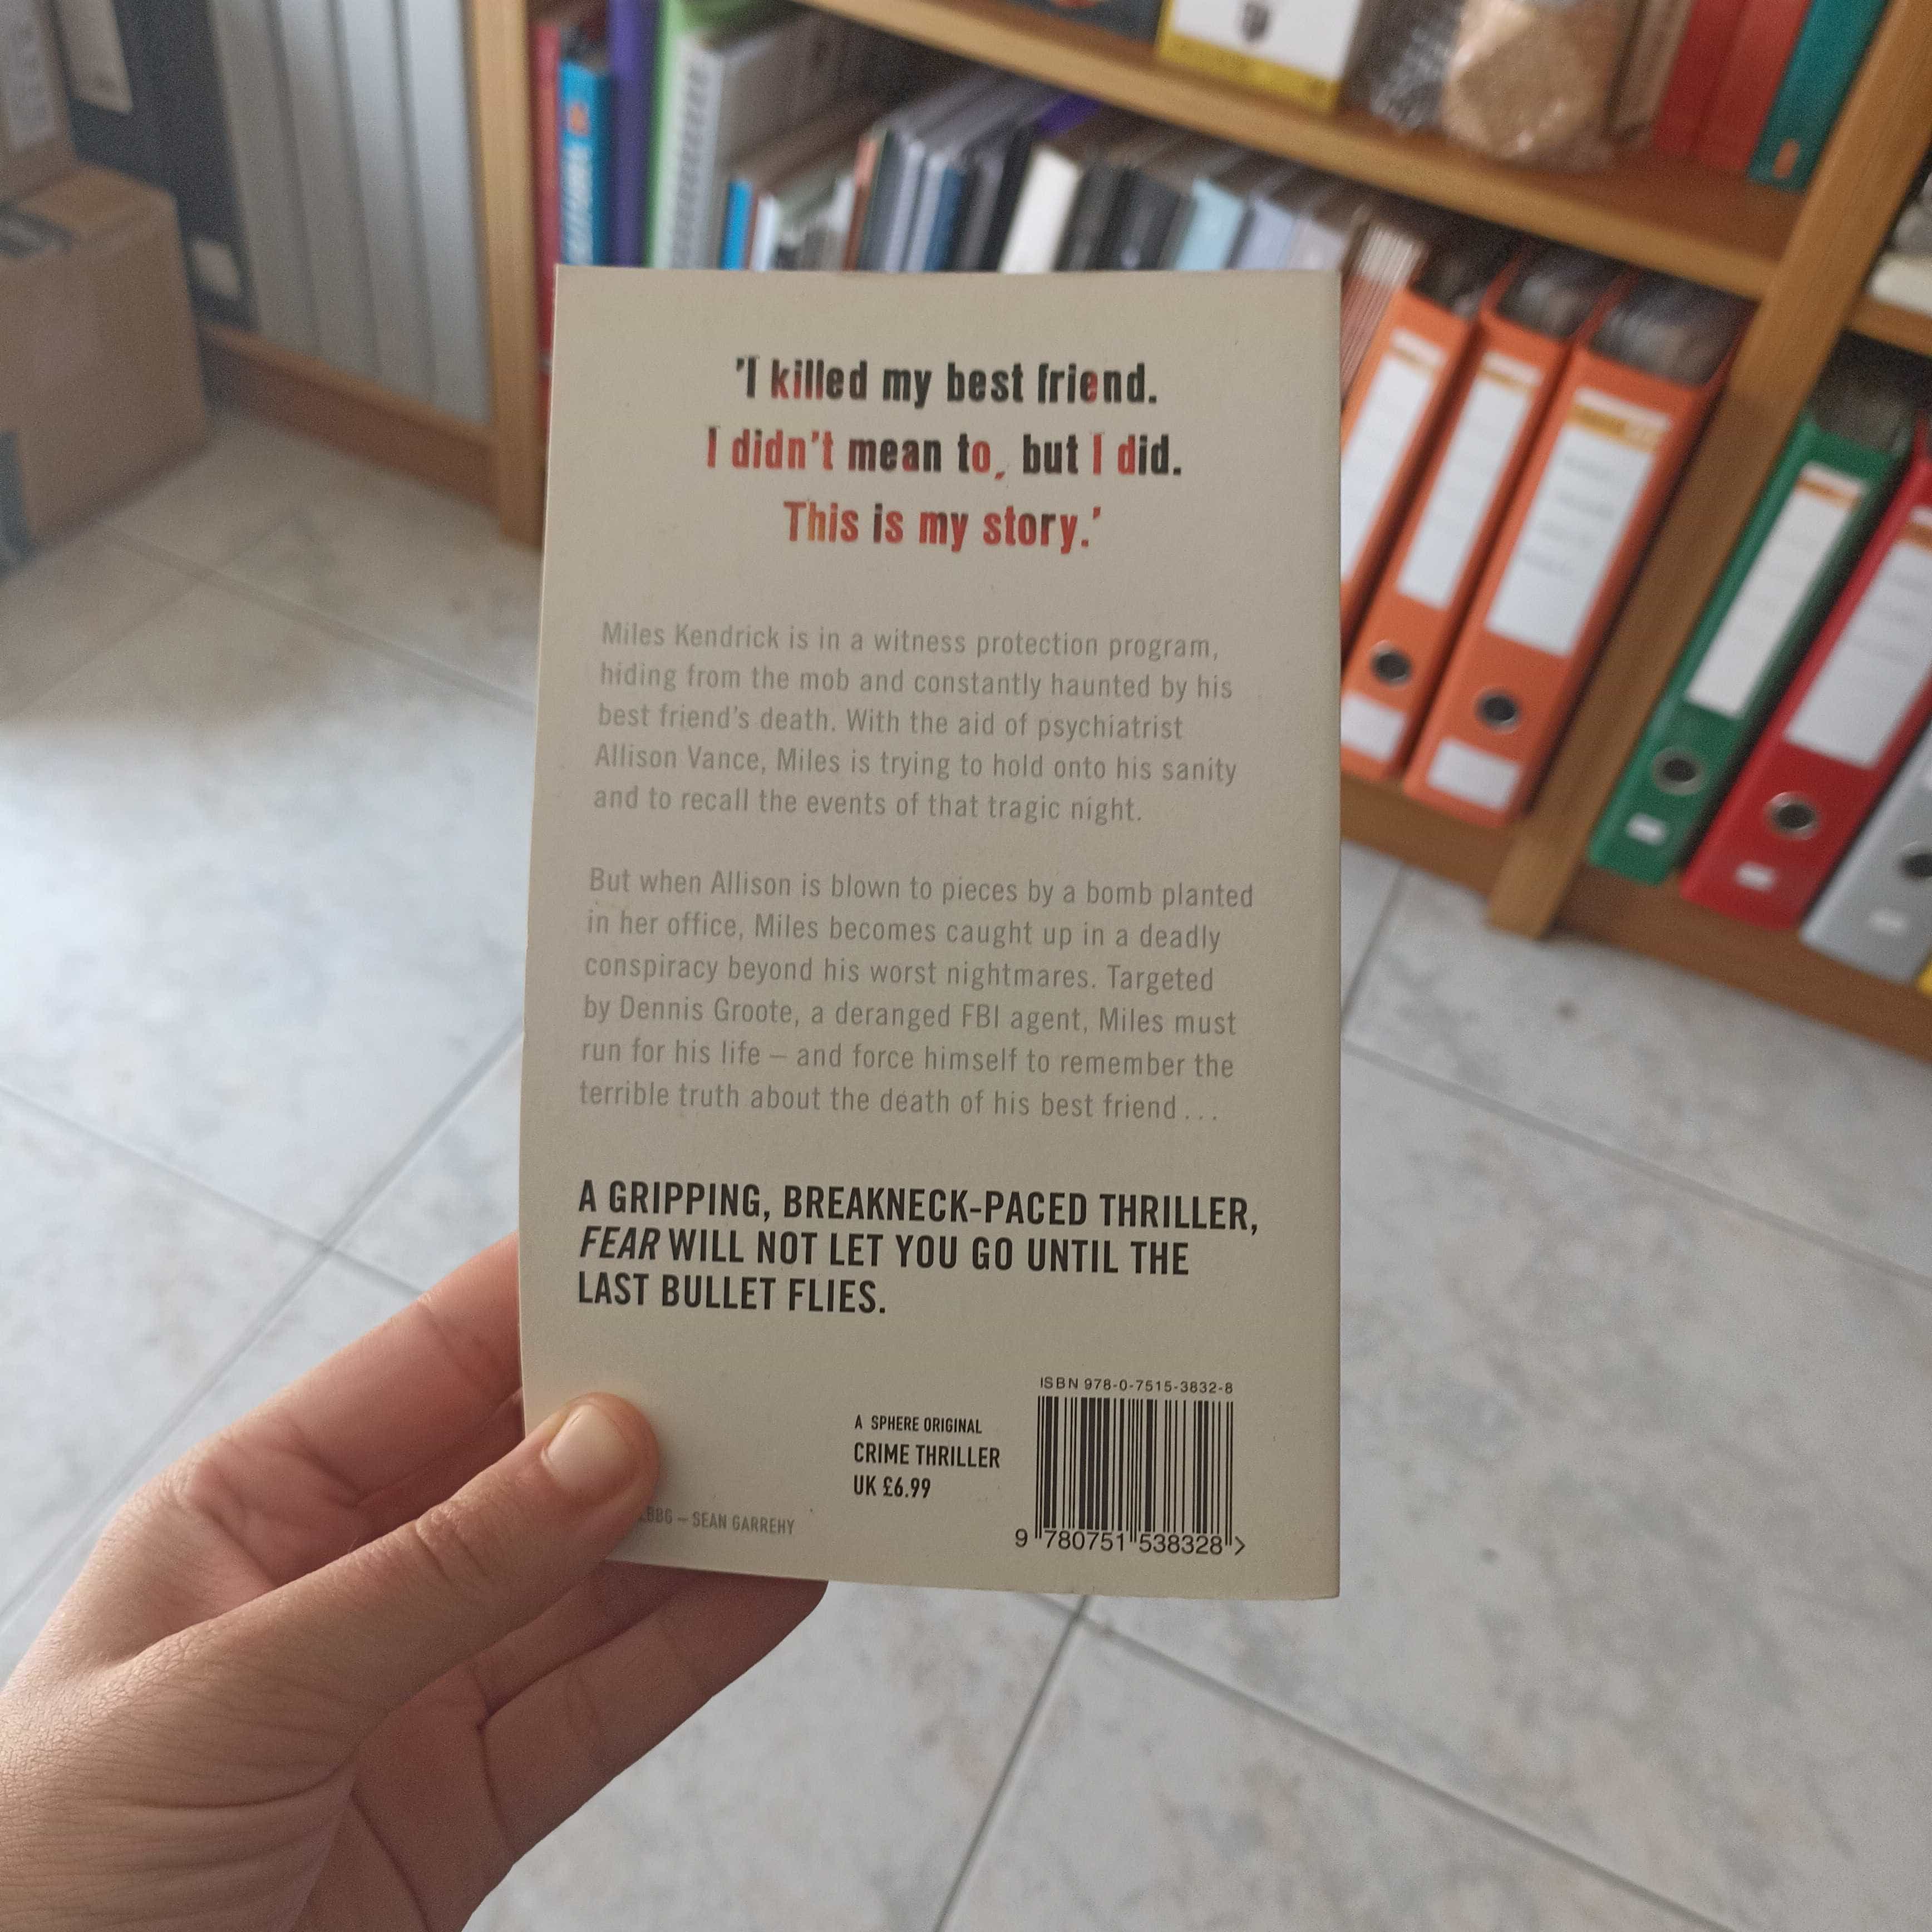 'I killed my best friend.
I didn't mean to, but I did.
This is my story.'
Miles Kendrick is in a witness protection program,
hiding from the mob and constantly haunted by his
best friend's death. With the aid of psychiatrist
Allison Vance, Miles is trying to hold onto his sanity
and to recall the events of that tragic night.
But when Allison is blown to pieces by a bomb planted
in her office, Miles becomes caught up in a deadly
conspiracy beyond his worst nightmares. Targeted
by Dennis Groote, a deranged FBI agent, Miles must
run for his life – and force himself to remember the
terrible truth about the death of his best friend...
A GRIPPING, BREAKNECK-PACED THRILLER,
FEAR WILL NOT LET YOU GO UNTIL THE
LAST BULLET FLIES.
ISBN 978-0-7515-3832-8
A SPHERE ORIGINAL
CRIME THRILLER
UK £6.99
9 780751 538328 >
– SEAN GARREHY